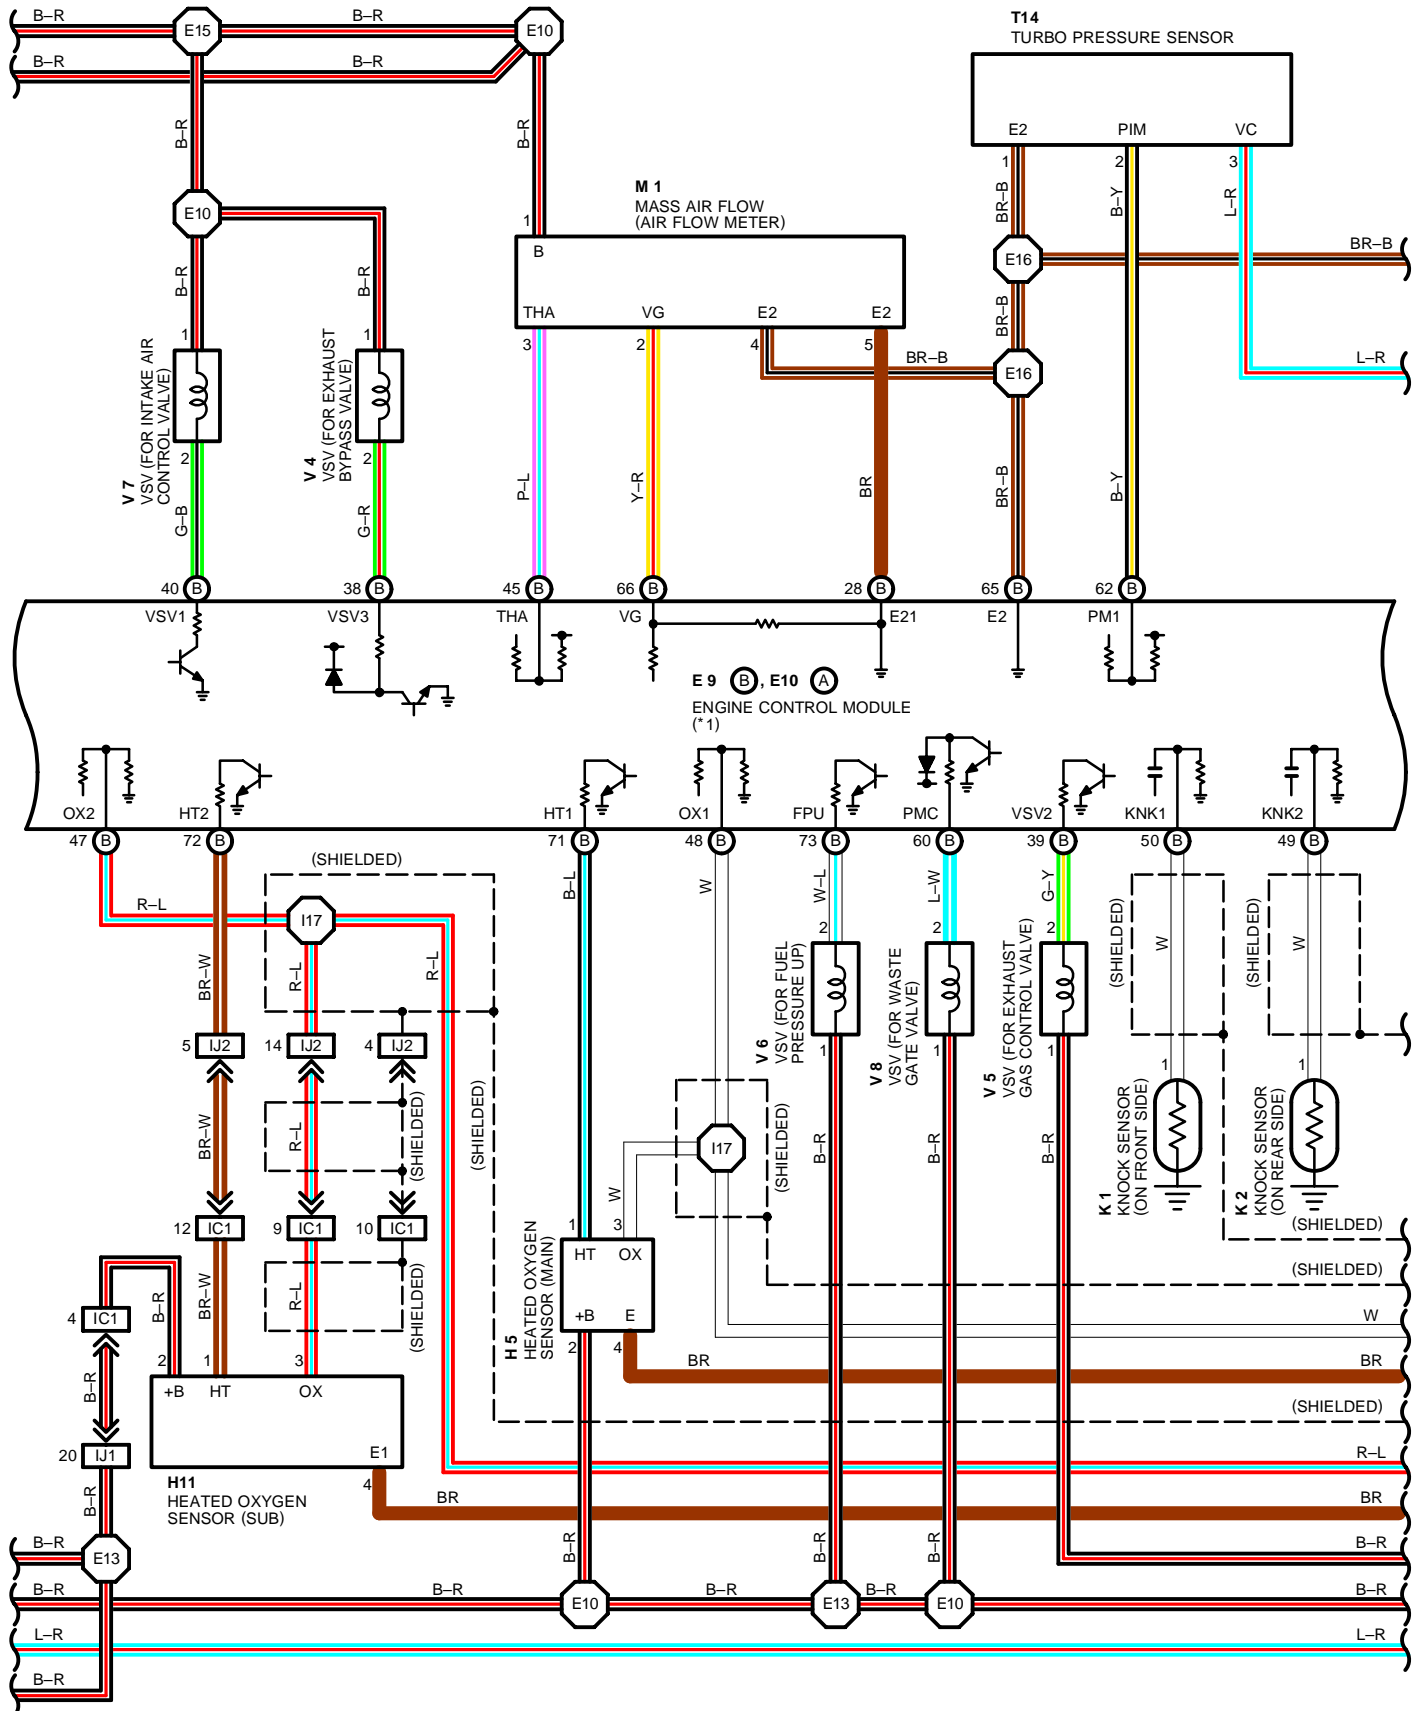 B–R
B–R
E15
E10
B–R
B–R
T14
TURBO PRESSURE SENSOR
B–R
B–R
E2
PIM
VC
1
2
3
BR–B
B–Y
L–R
M 1
MASS AIR FLOW
(AIR FLOW METER)
E10
1
B
E16
BR–B
B–R
B–R
THA
VG
E2
E2
BR–B
1
1
3
2
4
5
BR–B
E16
L–R
V 7
VSV (FOR INTAKE AIR
CONTROL VALVE)
V 4
VSV (FOR EXHAUST
BYPASS VALVE)
2
2
G–B
G–R
P–L
Y–R
BR
BR–B
B–Y
40
B
38
B
45
B
66
B
28
B
65
B
62
B
VSV1
VSV3
THA
VG
E21
E2
PM1
E 9
B
, E10
A
ENGINE CONTROL MODULE
(*1)
OX2
HT2
HT1
OX1
FPU
PMC
VSV2
KNK1
KNK2
47
B
72
B
71
B
48
B
73
B
60
B
39
B
50
B
49
B
(SHIELDED)
R–L
I17
BR–W
R–L
R–L
B–L
W
W–L
L–W
G–Y
(SHIELDED)
W
(SHIELDED)
W
2
2
2
V 6
VSV (FOR FUEL
PRESSURE UP)
V 8
VSV (FOR WASTE
GATE VALVE)
V 5
VSV (FOR EXHAUST
GAS CONTROL VALVE)
1
1
1
5
IJ2
14
IJ2
4
IJ2
1
1
K 1
KNOCK SENSOR
(ON FRONT SIDE)
K 2
KNOCK SENSOR
(ON REAR SIDE)
BR–W
R–L
(SHIELDED)
(SHIELDED)
I17
(SHIELDED)
B–R
B–R
B–R
12
IC1
9
IC1
10
IC1
W
1
3
HT
OX
+B
E
2
4
H 5
HEATED OXYGEN
SENSOR (MAIN)
(SHIELDED)
(SHIELDED)
W
BR
BR
4
IC1
B–R
BR–W
R–L
(SHIELDED)
2
1
3
+B
HT
OX
E1
4
B–R
20
IJ1
B–R
H11
HEATED OXYGEN
SENSOR (SUB)
(SHIELDED)
R–L
BR
BR
B–R
B–R
B–R
B–R
E13
B–R
B–R
B–R
E10
B–R
E13
B–R
E10
B–R
L–R
L–R
B–R